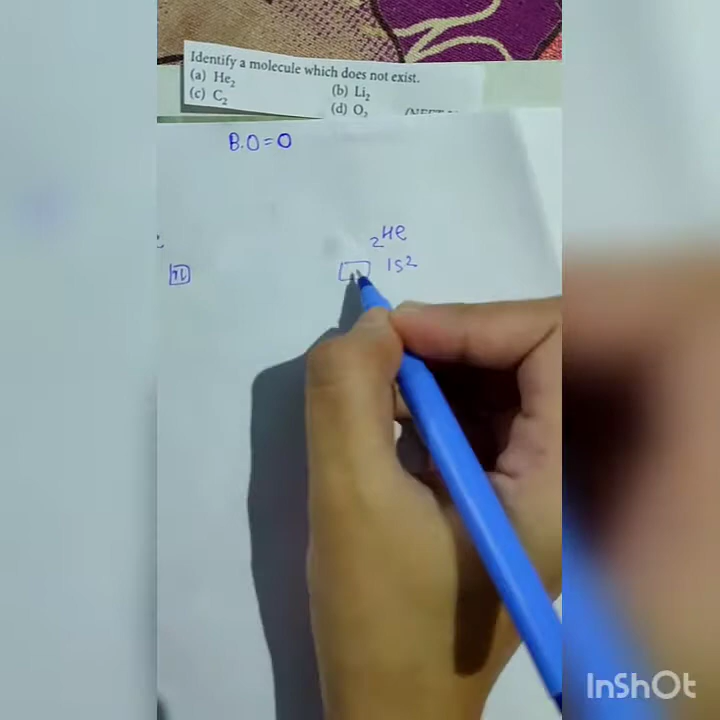 Identify a molecule which does not exist.
(a) He₂
(b) Li₂
(c) C₂
(d) O₂
B.O = 0
₂He
1s²
InShOt